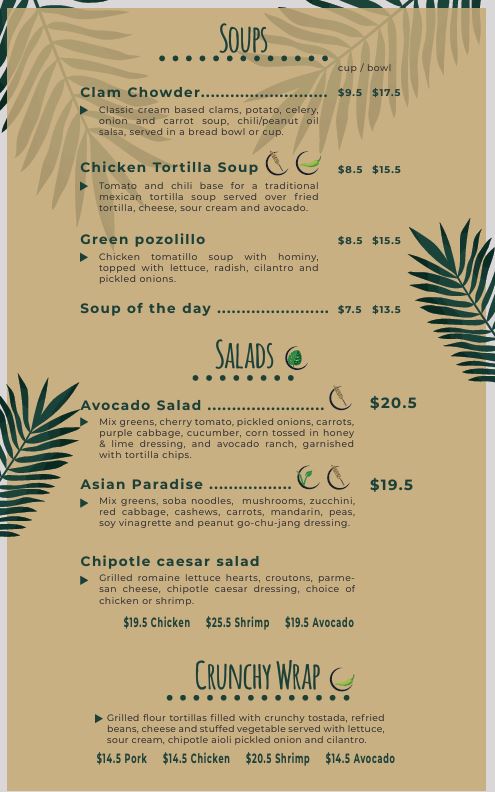 Soups
cup / bowl
Clam Chowder............................ $9.5 $17.5
Classic cream based clams, potato, celery,
onion and carrot soup, chili/peanut oil
salsa, served in a bread bowl or cup.
Chicken Tortilla Soup $8.5 $15.5
Tomato and chili base for a traditional
mexican tortilla soup served over fried
tortilla, cheese, sour cream and avocado.
Green pozolillo $8.5 $15.5
Chicken tomatillo soup with hominy,
topped with lettuce, radish, cilantro and
pickled onions.
Soup of the day ......................... $7.5 $13.5
Salads
Avocado Salad .......................... $20.5
Mix greens, cherry tomato, pickled onions, carrots,
purple cabbage, cucumber, corn tossed in honey
& lime dressing, and avocado ranch, garnished
with tortilla chips.
Asian Paradise .................. $19.5
Mix greens, soba noodles, mushrooms, zucchini,
red cabbage, cashews, carrots, mandarin, peas,
soy vinagrette and peanut go-chu-jang dressing.
Chipotle caesar salad
Grilled romaine lettuce hearts, croutons, parme-
san cheese, chipotle caesar dressing, choice of
chicken or shrimp.
$19.5 Chicken $25.5 Shrimp $19.5 Avocado
Crunchy Wrap
Grilled flour tortillas filled with crunchy tostada, refried
beans, cheese and stuffed vegetable served with lettuce,
sour cream, chipotle aioli pickled onion and cilantro.
$14.5 Pork $14.5 Chicken $20.5 Shrimp $14.5 Avocado